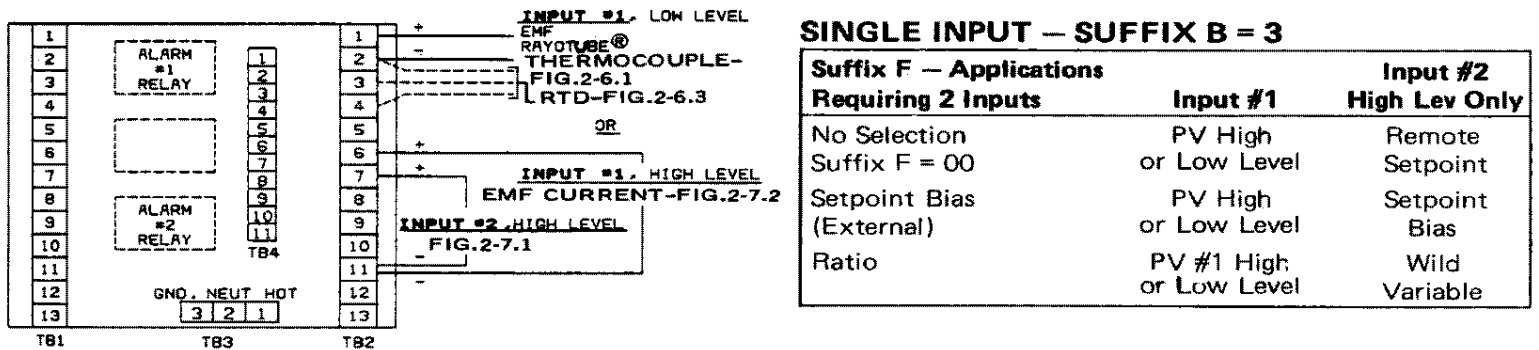 INPUT #1, LOW LEVEL
EMF
RAYOTUBE®
THERMOCOUPLE-
FIG.2-6.1
RTD-FIG.2-6.3
OR
INPUT #1, HIGH LEVEL
EMF CURRENT-FIG.2-7.2
INPUT #2, HIGH LEVEL
FIG.2-7.1
+
-
+
+
-
-
1
2
3
4
5
6
7
8
9
10
11
12
13
TB1
ALARM
#1
RELAY
ALARM
#2
RELAY
1
2
3
4
5
6
7
8
9
10
11
TB4
GND. NEUT HOT
3 2 1
TB3
1
2
3
4
5
6
7
8
9
10
11
12
13
TB2
SINGLE INPUT – SUFFIX B = 3
Suffix F – Applications Input #2
Requiring 2 Inputs Input #1 High Lev Only
No Selection PV High Remote
Suffix F = 00 or Low Level Setpoint
Setpoint Bias PV High Setpoint
(External) or Low Level Bias
Ratio PV #1 High Wild
or Low Level Variable